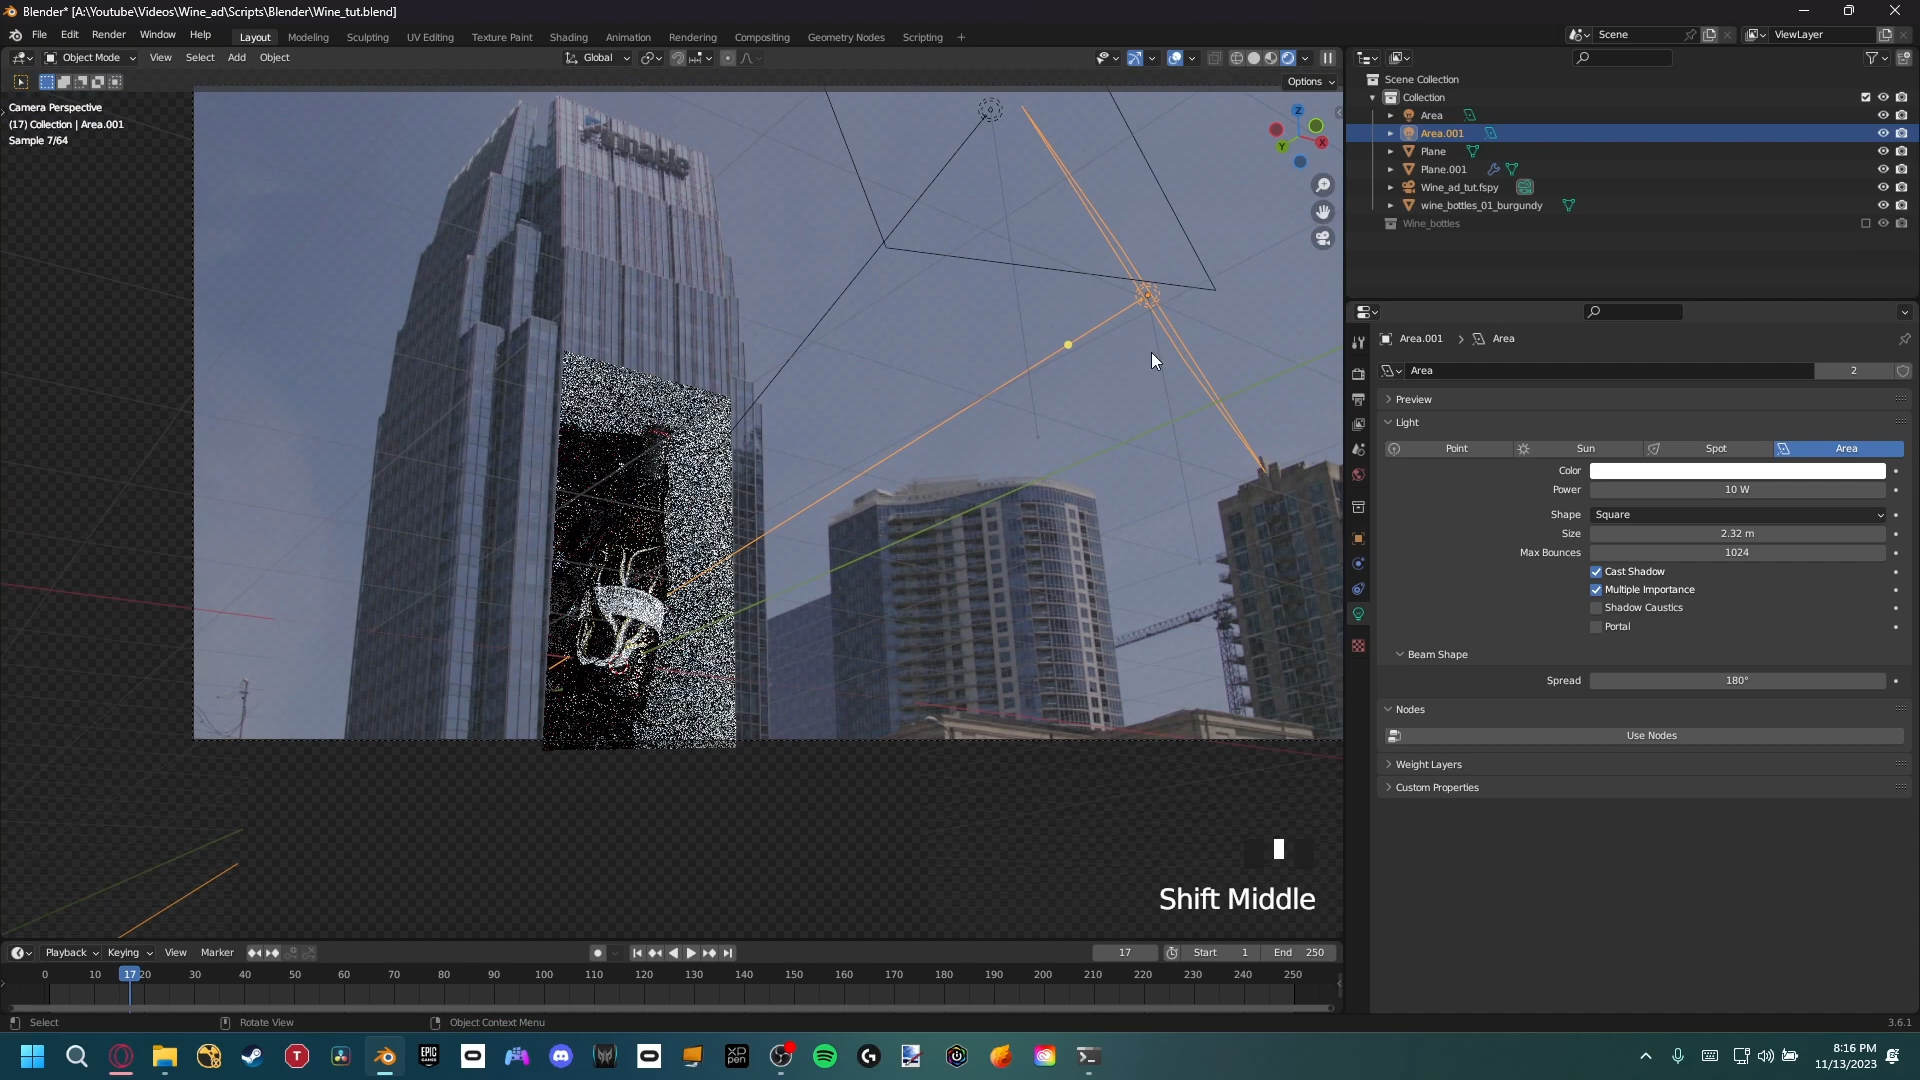 Blender* [A:\Youtube\Videos\Wine_ad\Scripts\Blender\Wine_tut.blend]
File Edit Render Window Help Layout Modeling Sculpting UV Editing Texture Paint Shading Animation Rendering Compositing Geometry Nodes Scripting + Scene ViewLayer
Object Mode View Select Add Object Global
Options
Camera Perspective
(17) Collection | Area.001
Sample 7/64
Pinnacle
X
Y
Z
Shift Middle
Scene Collection
Collection
Area
Area.001
Plane
Plane.001
Wine_ad_tut.fspy
wine_bottles_01_burgundy
Wine_bottles
Area.001 > Area
Area 2
Preview
Light
Point Sun Spot Area
Color
Power 10 W
Shape Square
Size 2.32 m
Max Bounces 1024
Cast Shadow
Multiple Importance
Shadow Caustics
Portal
Beam Shape
Spread 180°
Nodes
Use Nodes
Weight Layers
Custom Properties
Playback Keying View Marker 17 Start 1 End 250
0 10 17 20 30 40 50 60 70 80 90 100 110 120 130 140 150 160 170 180 190 200 210 220 230 240 250
Select Rotate View Object Context Menu 3.6.1
T EPIC GAMES XP PEN
8:16 PM
11/13/2023